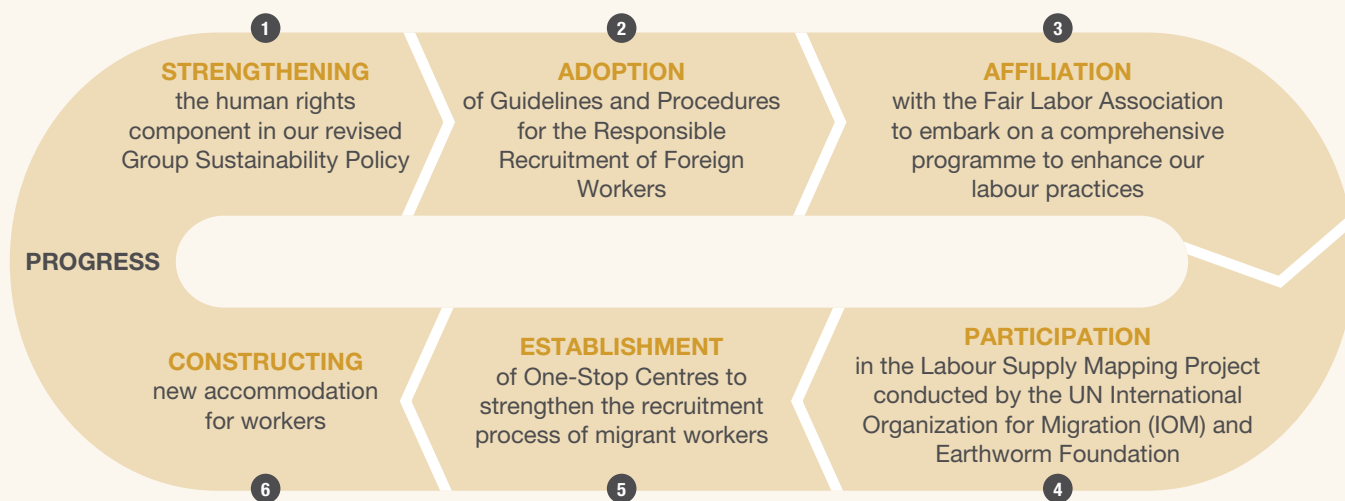 1
STRENGTHENING
the human rights
component in our revised
Group Sustainability Policy
2
ADOPTION
of Guidelines and Procedures
for the Responsible
Recruitment of Foreign
Workers
3
AFFILIATION
with the Fair Labor Association
to embark on a comprehensive
programme to enhance our
labour practices
PROGRESS
PARTICIPATION
in the Labour Supply Mapping Project
conducted by the UN International
Organization for Migration (IOM) and
Earthworm Foundation
4
ESTABLISHMENT
of One-Stop Centres to
strengthen the recruitment
process of migrant workers
5
CONSTRUCTING
new accommodation
for workers
6